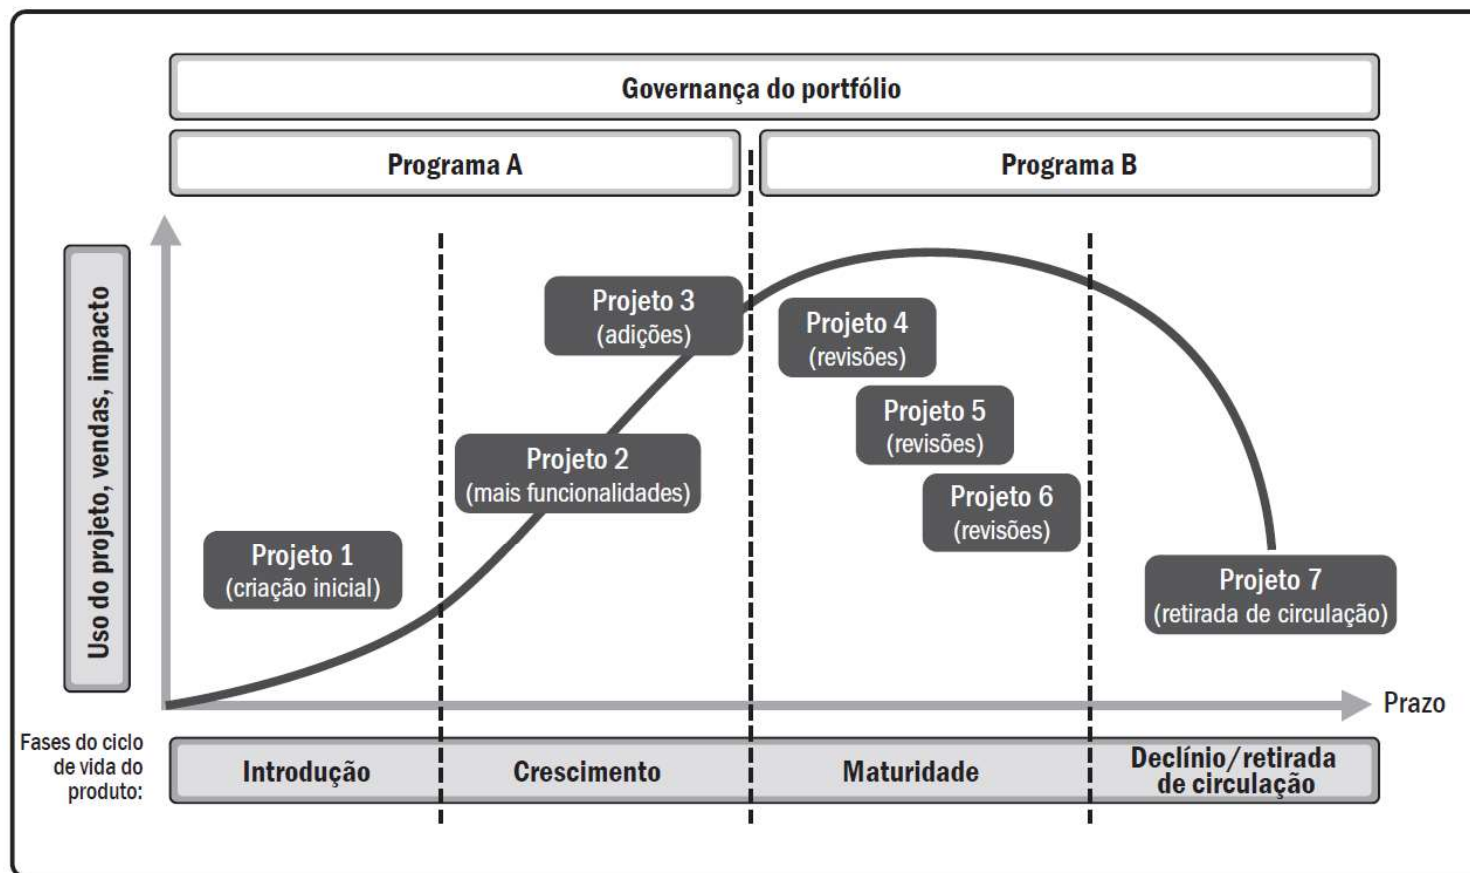 Governança do portfólio
Programa A
Programa B
Uso do projeto, vendas, impacto
Projeto 3
(adições)
Projeto 4
(revisões)
Projeto 5
(revisões)
Projeto 2
(mais funcionalidades)
Projeto 6
(revisões)
Projeto 1
(criação inicial)
Projeto 7
(retirada de circulação)
Prazo
Fases do ciclo
de vida do
produto:
Introdução
Crescimento
Maturidade
Declínio/retirada
de circulação